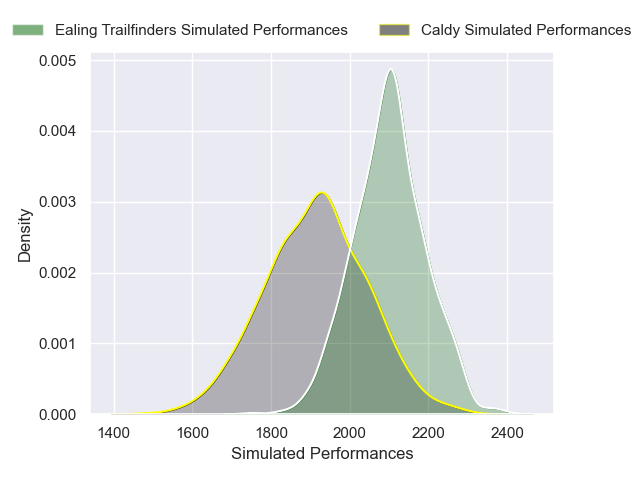 Ealing Trailfinders Simulated Performances
Caldy Simulated Performances
0.005
0.004
0.003
0.002
0.001
0.000
Density
1400 1600 1800 2000 2200 2400
Simulated Performances